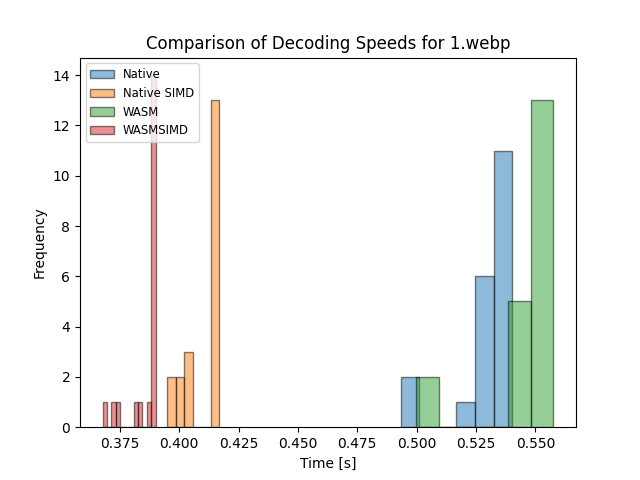 Comparison of Decoding Speeds for 1.webp
Native
Native SIMD
WASM
WASMSIMD
14
12
10
8
6
4
2
0
Frequency
0.375 0.400 0.425 0.450 0.475 0.500 0.525 0.550
Time [s]